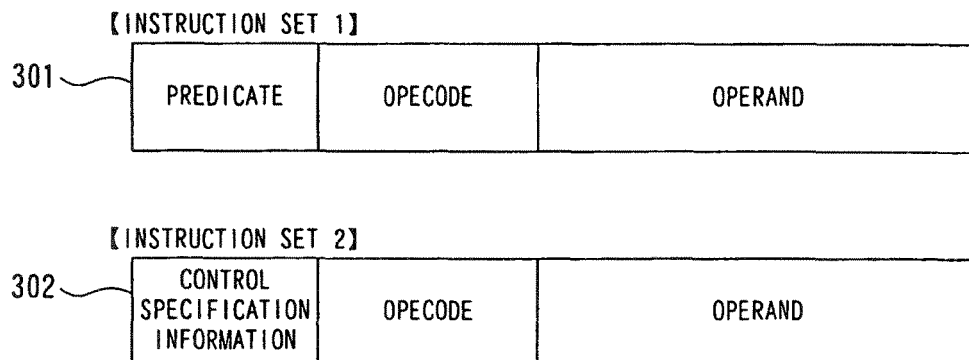 【INSTRUCTION SET 1】
301 PREDICATE OPECODE OPERAND
【INSTRUCTION SET 2】
302 CONTROL SPECIFICATION INFORMATION OPECODE OPERAND